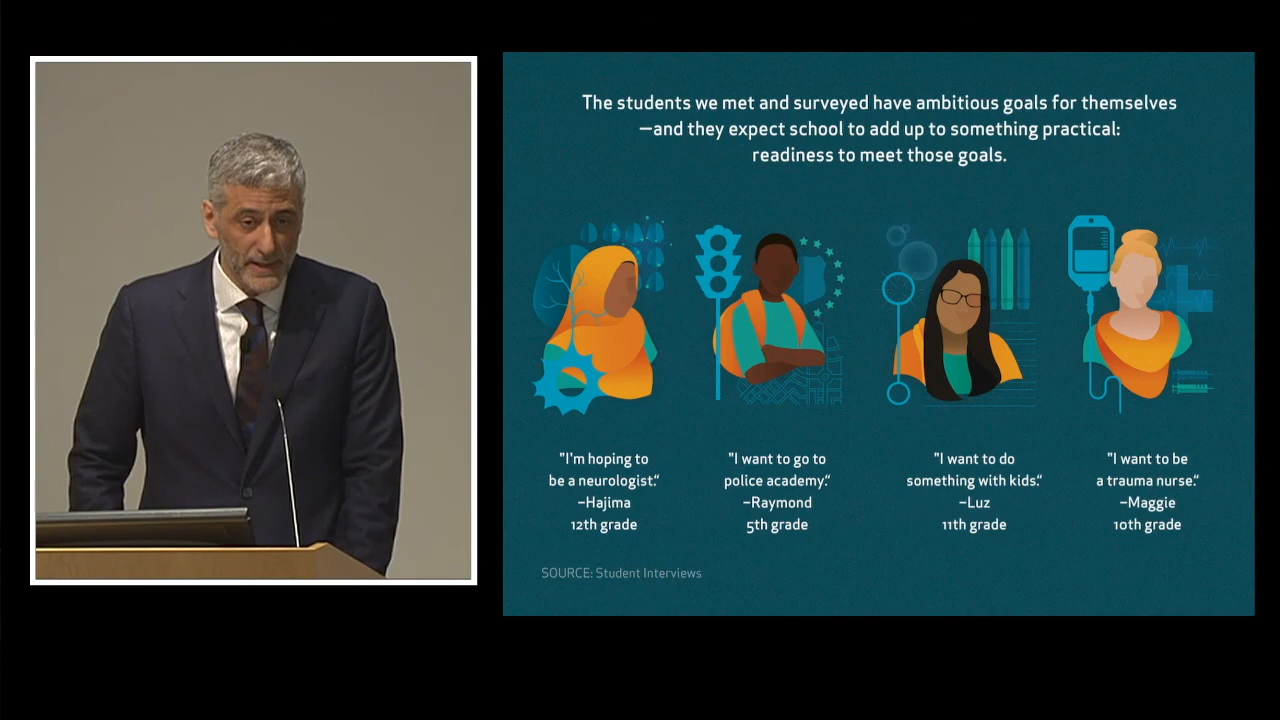 The students we met and surveyed have ambitious goals for themselves
—and they expect school to add up to something practical:
readiness to meet those goals.
"I'm hoping to
be a neurologist."
–Hajima
12th grade
"I want to go to
police academy."
–Raymond
5th grade
"I want to do
something with kids."
–Luz
11th grade
"I want to be
a trauma nurse."
–Maggie
10th grade
SOURCE: Student Interviews